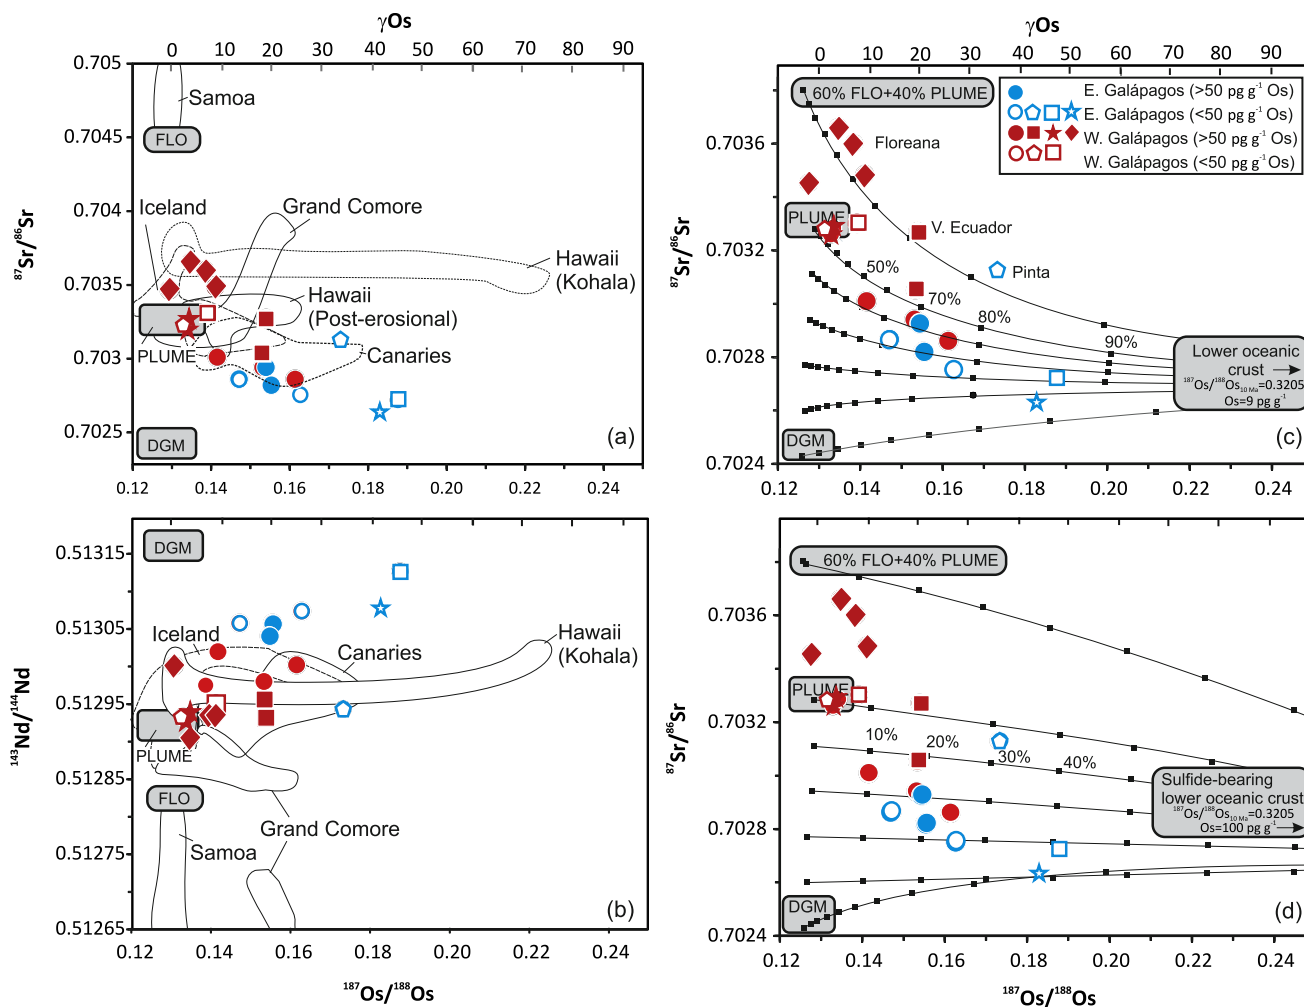 γOs
0 10 20 30 40 50 60 70 80 90
0.705
0.7045
0.704
0.7035
0.703
0.7025
⁸⁷Sr/⁸⁶Sr
Samoa
FLO
Iceland
Grand Comore
Hawaii
(Kohala)
Hawaii
(Post-erosional)
PLUME
Canaries
DGM
(a)
0.12 0.14 0.16 0.18 0.20 0.22 0.24
0.51315
0.51305
0.51295
0.51285
0.51275
0.51265
¹⁴³Nd/¹⁴⁴Nd
DGM
Iceland
Canaries
Hawaii
(Kohala)
PLUME
FLO
Grand Comore
Samoa
(b)
0.12 0.14 0.16 0.18 0.20 0.22 0.24
¹⁸⁷Os/¹⁸⁸Os
γOs
0 10 20 30 40 50 60 70 80 90
0.7036
0.7032
0.7028
0.7024
⁸⁷Sr/⁸⁶Sr
60% FLO+40% PLUME
E. Galápagos (>50 pg g⁻¹ Os)
E. Galápagos (<50 pg g⁻¹ Os)
W. Galápagos (>50 pg g⁻¹ Os)
W. Galápagos (<50 pg g⁻¹ Os)
Floreana
PLUME
V. Ecuador
Pinta
50%
70%
80%
90%
Lower oceanic
crust
¹⁸⁷Os/¹⁸⁸Os₁₀ Ma=0.3205
Os=9 pg g⁻¹
DGM
(c)
0.12 0.14 0.16 0.18 0.20 0.22 0.24
0.7036
0.7032
0.7028
0.7024
⁸⁷Sr/⁸⁶Sr
60% FLO+40% PLUME
PLUME
10%
20%
30%
40%
Sulfide-bearing
lower oceanic crust
¹⁸⁷Os/¹⁸⁸Os₁₀ Ma=0.3205
Os=100 pg g⁻¹
DGM
(d)
0.12 0.14 0.16 0.18 0.20 0.22 0.24
¹⁸⁷Os/¹⁸⁸Os